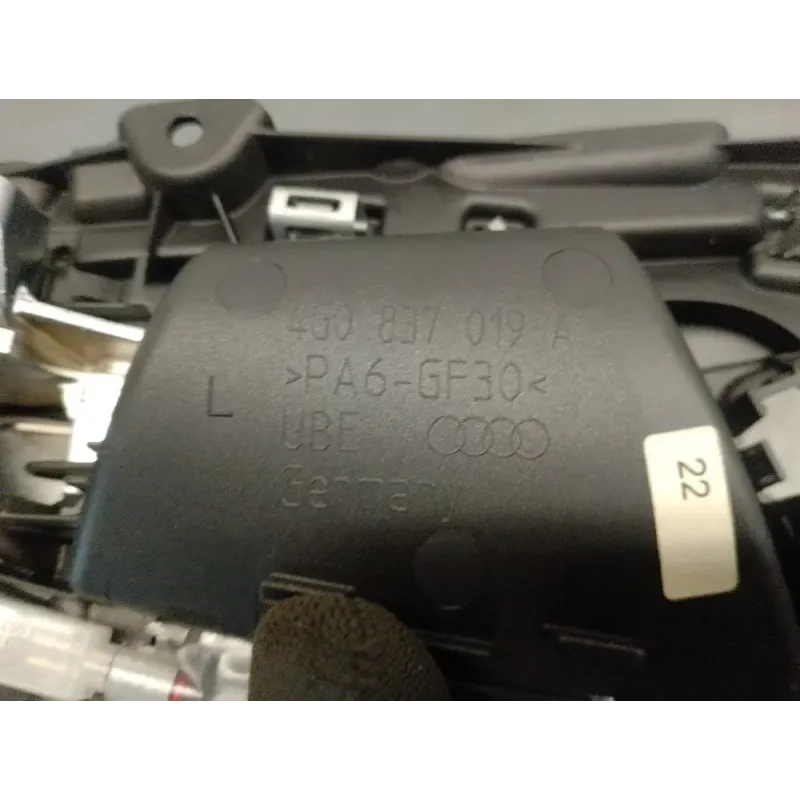 4G0 837 019 A
>PA6-GF30<
L
UBE
Germany
22